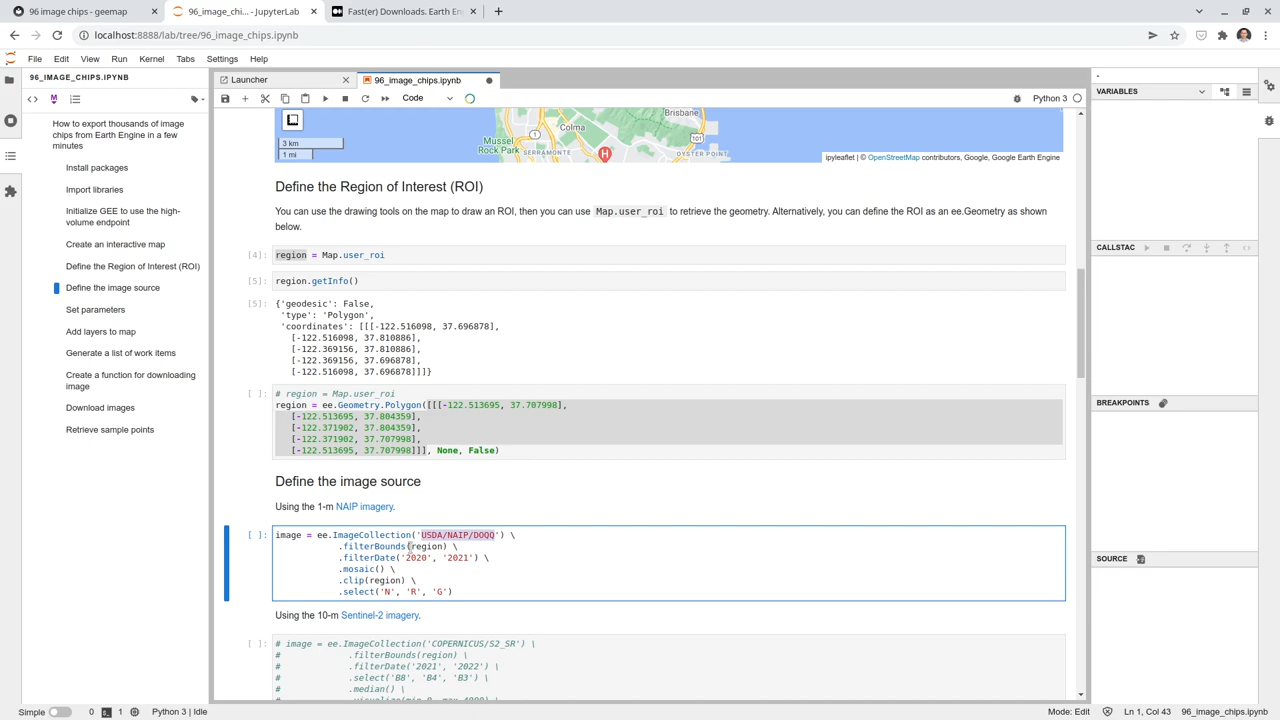 96 image chips - geemap
96_image_chi... - JupyterLab
Fast(er) Downloads. Earth En
localhost:8888/lab/tree/96_image_chips.ipynb
File Edit View Run Kernel Tabs Settings Help
96_IMAGE_CHIPS.IPYNB
How to export thousands of image
chips from Earth Engine in a few
minutes
Install packages
Import libraries
Initialize GEE to use the high-
volume endpoint
Create an interactive map
Define the Region of Interest (ROI)
Define the image source
Set parameters
Add layers to map
Generate a list of work items
Create a function for downloading
image
Download images
Retrieve sample points
Launcher
96_image_chips.ipynb
Code
Python 3
Brisbane
Colma
1
101
3 km
1 mi
Mussel
Rock Park
SERRAMONTE
H
OYSTER POINT
ipyleaflet | © OpenStreetMap contributors, Google, Google Earth Engine
Define the Region of Interest (ROI)
You can use the drawing tools on the map to draw an ROI, then you can use Map.user_roi to retrieve the geometry. Alternatively, you can define the ROI as an ee.Geometry as shown
below.
[4]: region = Map.user_roi
[5]: region.getInfo()
[5]: {'geodesic': False,
'type': 'Polygon',
'coordinates': [[[-122.516098, 37.696878],
[-122.516098, 37.810886],
[-122.369156, 37.810886],
[-122.369156, 37.696878],
[-122.516098, 37.696878]]]}
[ ]: # region = Map.user_roi
region = ee.Geometry.Polygon([[[-122.513695, 37.707998],
[-122.513695, 37.804359],
[-122.371902, 37.804359],
[-122.371902, 37.707998],
[-122.513695, 37.707998]]], None, False)
Define the image source
Using the 1-m NAIP imagery.
[ ]: image = ee.ImageCollection('USDA/NAIP/DOQQ') \
.filterBounds(region) \
.filterDate('2020', '2021') \
.mosaic() \
.clip(region) \
.select('N', 'R', 'G')
Using the 10-m Sentinel-2 imagery.
[ ]: # image = ee.ImageCollection('COPERNICUS/S2_SR') \
# .filterBounds(region) \
# .filterDate('2021', '2022') \
# .select('B8', 'B4', 'B3') \
# .median() \
-
VARIABLES
CALLSTAC
BREAKPOINTS
SOURCE
Simple 0 1 Python 3 | Idle
Mode: Edit Ln 1, Col 43 96_image_chips.ipynb